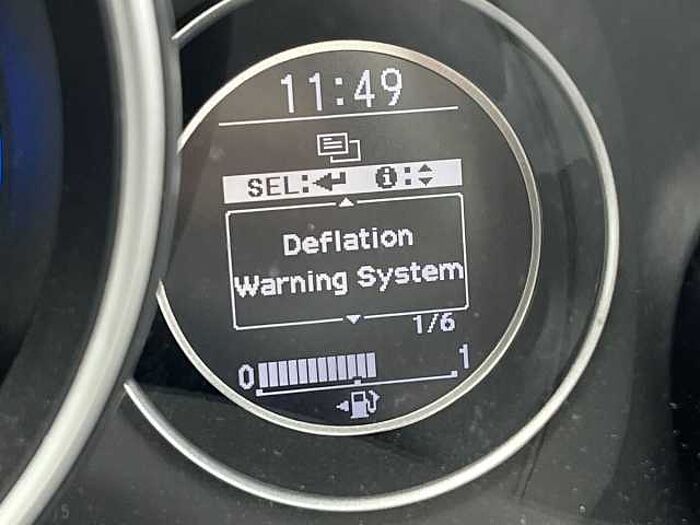 11:49
SEL: i:
Deflation
Warning System
1/6
0 1